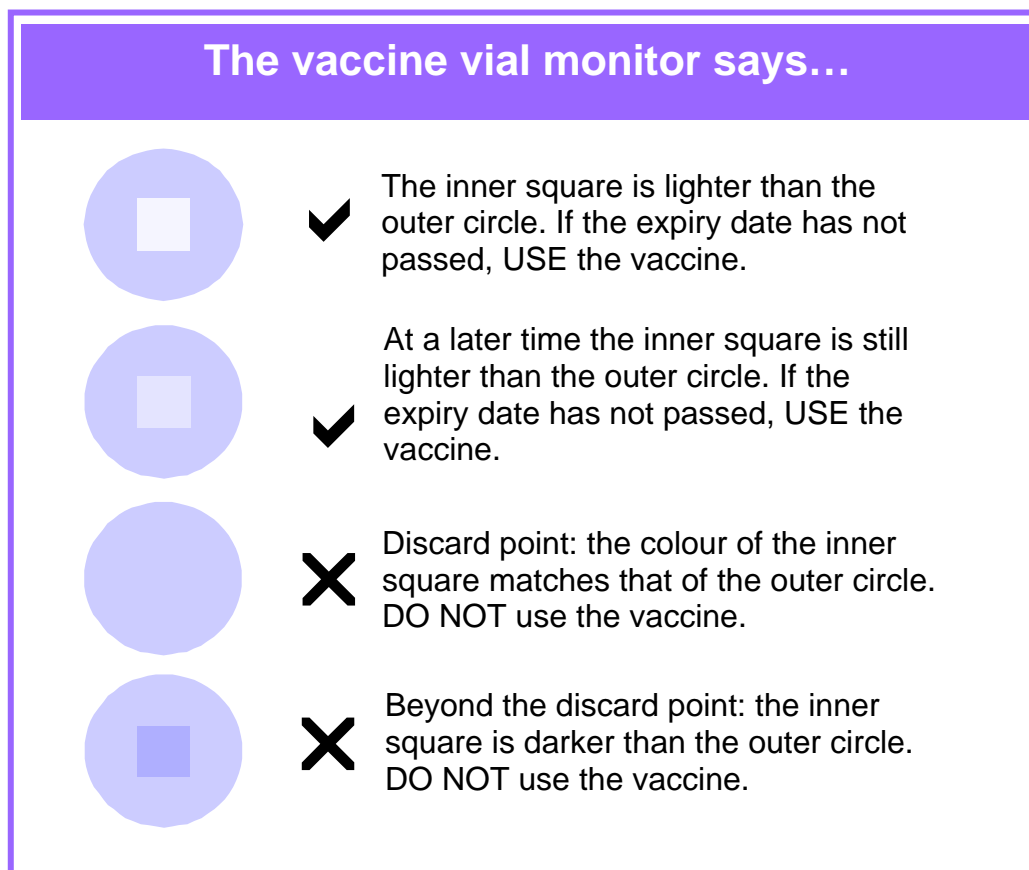 The vaccine vial monitor says…
The inner square is lighter than the
outer circle. If the expiry date has not
passed, USE the vaccine.
At a later time the inner square is still
lighter than the outer circle. If the
expiry date has not passed, USE the
vaccine.
Discard point: the colour of the inner
square matches that of the outer circle.
DO NOT use the vaccine.
Beyond the discard point: the inner
square is darker than the outer circle.
DO NOT use the vaccine.